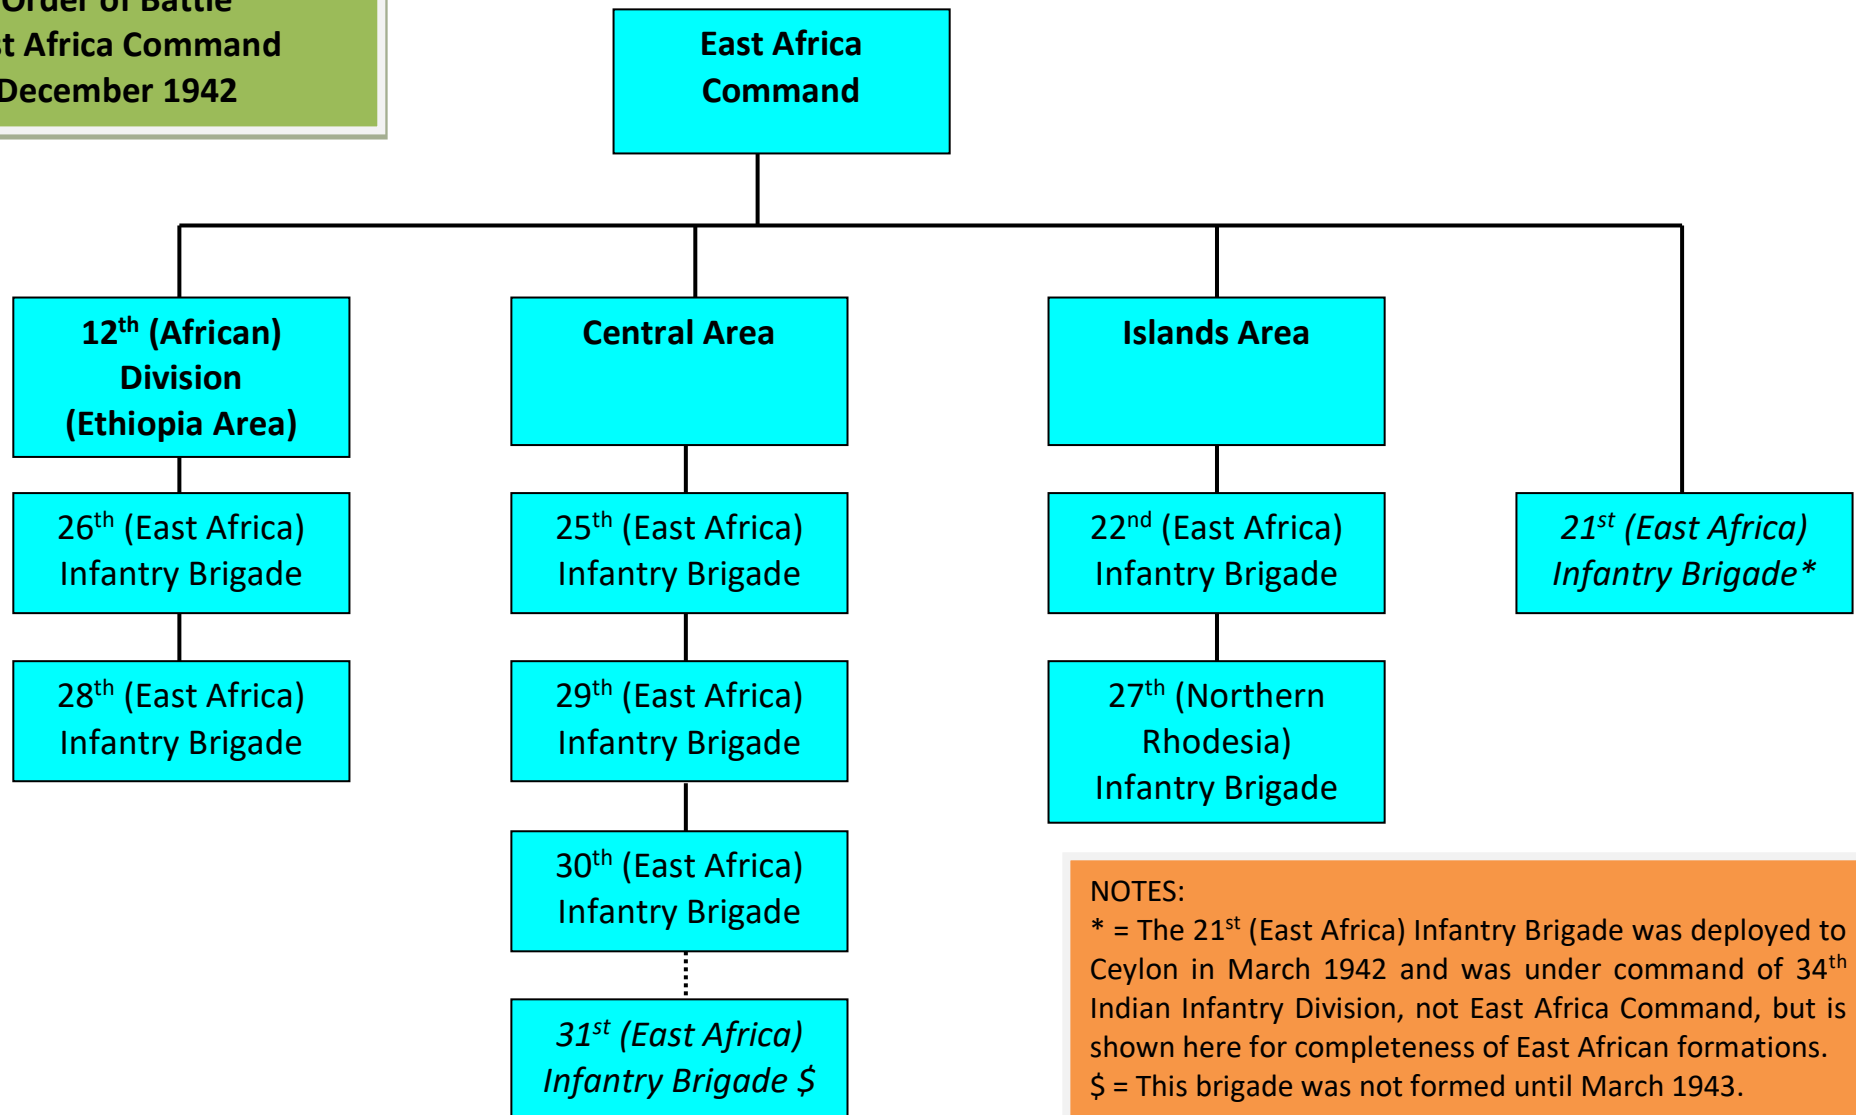 Order of Battle
st Africa Command
December 1942
East Africa
Command
12th (African)
Division
(Ethiopia Area)
Central Area
Islands Area
26th (East Africa)
Infantry Brigade
25th (East Africa)
Infantry Brigade
22nd (East Africa)
Infantry Brigade
21st (East Africa)
Infantry Brigade*
28th (East Africa)
Infantry Brigade
29th (East Africa)
Infantry Brigade
27th (Northern
Rhodesia)
Infantry Brigade
30th (East Africa)
Infantry Brigade
31st (East Africa)
Infantry Brigade $
NOTES:
* = The 21st (East Africa) Infantry Brigade was deployed to
Ceylon in March 1942 and was under command of 34th
Indian Infantry Division, not East Africa Command, but is
shown here for completeness of East African formations.
$ = This brigade was not formed until March 1943.